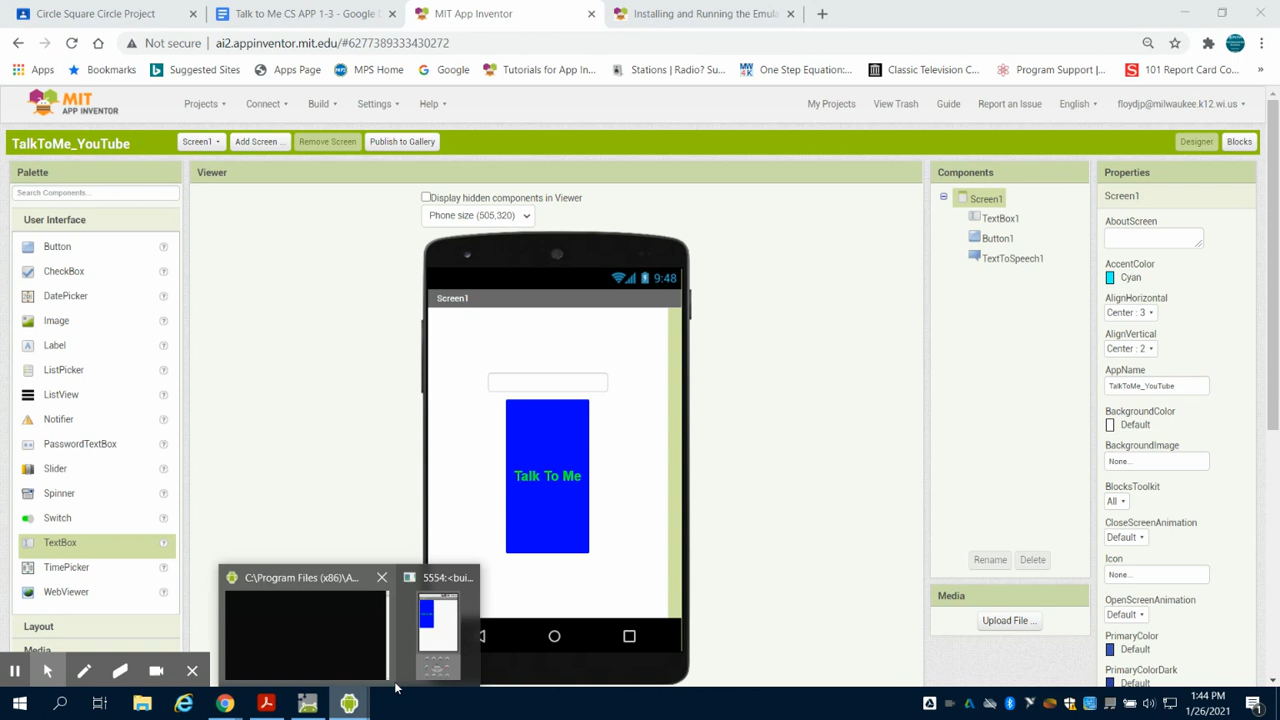 Circle Square Circle Project
Talk to Me CS APP 1-3 - Google D
MIT App Inventor
Installing and Running the Emula
Not secure
ai2.appinventor.mit.edu/#6277389333430272
Apps
Bookmarks
Suggested Sites
Apps Page
MPS Home
Google
Tutorials for App In...
Stations | Radio? Su...
One Step Equation:...
Classic Television C...
Program Support |...
101 Report Card Co...
»
MIT
APP INVENTOR
Projects
Connect
Build
Settings
Help
My Projects
View Trash
Guide
Report an Issue
English
floydjp@milwaukee.k12.wi.us
TalkToMe_YouTube
Screen1
Add Screen ...
Remove Screen
Publish to Gallery
Designer
Blocks
Palette
Search Components...
User Interface
Button
CheckBox
DatePicker
Image
Label
ListPicker
ListView
Notifier
PasswordTextBox
Slider
Spinner
Switch
TextBox
TimePicker
WebViewer
Layout
Media
Viewer
Display hidden components in Viewer
Phone size (505,320)
9:48
Screen1
Talk To Me
C:\Program Files (x86)\A...
5554:<bui...
Components
Screen1
TextBox1
Button1
TextToSpeech1
Rename
Delete
Media
Upload File ...
Properties
Screen1
AboutScreen
AccentColor
Cyan
AlignHorizontal
Center : 3
AlignVertical
Center : 2
AppName
TalkToMe_YouTube
BackgroundColor
Default
BackgroundImage
None...
BlocksToolkit
All
CloseScreenAnimation
Default
Icon
None...
OpenScreenAnimation
Default
PrimaryColor
Default
PrimaryColorDark
Default
1:44 PM
1/26/2021